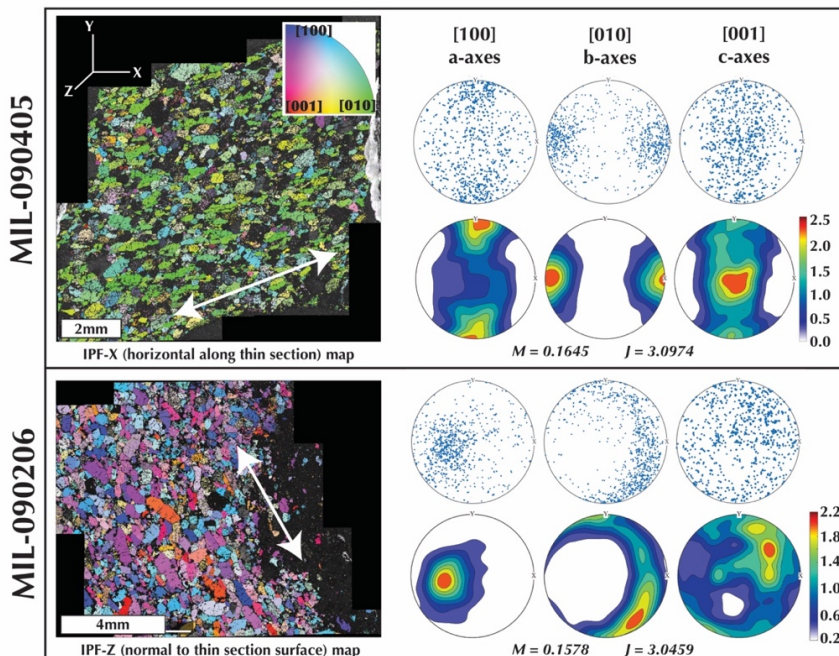 MIL-090405
Y
X
Z
[100]
[001]
[010]
2mm
IPF-X (horizontal along thin section) map
[100]
a-axes
[010]
b-axes
[001]
c-axes
Y
X
Y
X
Y
X
Y
X
Y
X
Y
X
2.5
2.0
1.5
1.0
0.5
0.0
M = 0.1645 J = 3.0974
MIL-090206
4mm
IPF-Z (normal to thin section surface) map
Y
X
Y
X
Y
X
Y
X
Y
X
Y
X
2.2
1.8
1.4
1.0
0.6
0.2
M = 0.1578 J = 3.0459